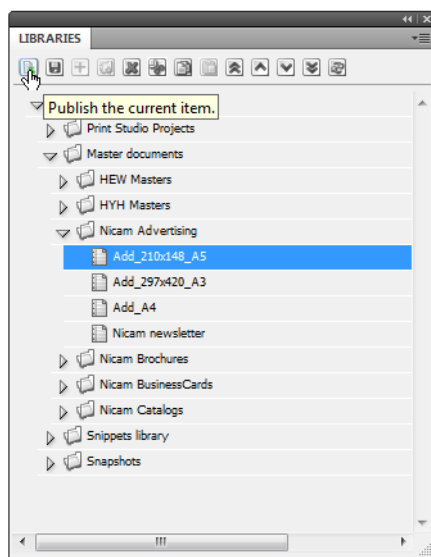 LIBRARIES
Publish the current item.
Print Studio Projects
Master documents
HEW Masters
HYH Masters
Nicam Advertising
Add_210x148_A5
Add_297x420_A3
Add_A4
Nicam newsletter
Nicam Brochures
Nicam BusinessCards
Nicam Catalogs
Snippets library
Snapshots